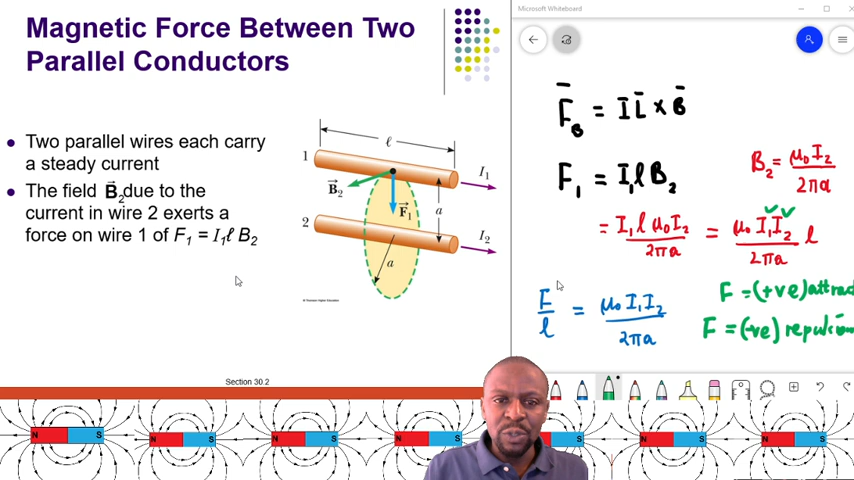 Magnetic Force Between Two
Parallel Conductors
Two parallel wires each carry
a steady current
The field B⃗₂ due to the
current in wire 2 exerts a
force on wire 1 of F₁ = I₁ℓ B₂
ℓ
1
I₁
B⃗₂
F⃗₁
a
2
I₂
a
Section 30.2
Microsoft Whiteboard
F̄_B = I L̄ × B̄
F₁ = I₁ l B₂
B₂ = μ₀ I₂ / 2πa
= I₁ l μ₀ I₂ / 2πa = μ₀ I₁ I₂ / 2πa l
F / l = μ₀ I₁ I₂ / 2πa
F = (+ve) attract
F = (-ve) repulsion
N S
N S
N S
N S
S
N S
N S